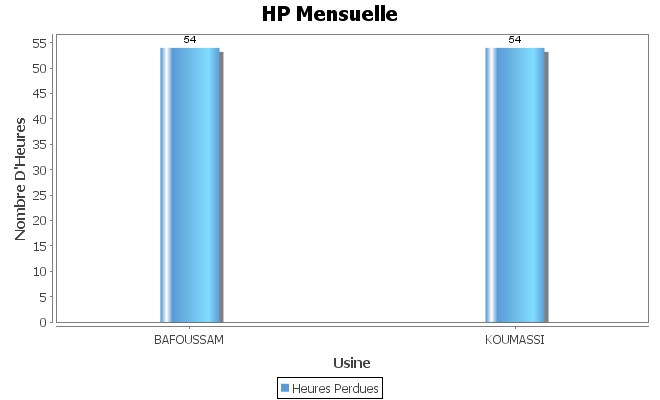 HP Mensuelle
Nombre D'Heures
55
50
45
40
35
30
25
20
15
10
5
0
54
54
BAFOUSSAM
KOUMASSI
Usine
Heures Perdues